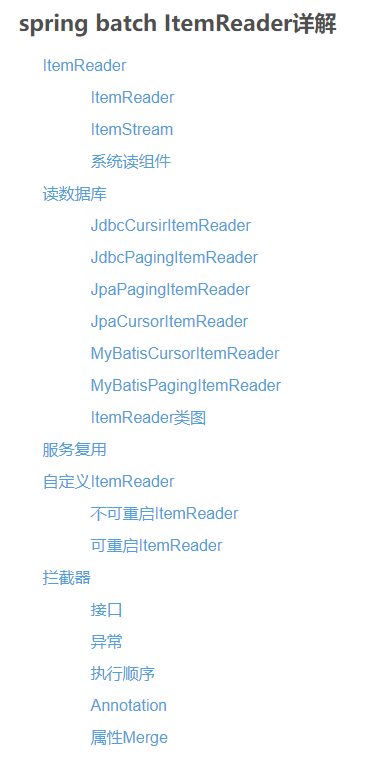 spring batch ItemReader详解
ItemReader
ItemReader
ItemStream
系统读组件
读数据库
JdbcCursirItemReader
JdbcPagingItemReader
JpaPagingItemReader
JpaCursorItemReader
MyBatisCursorItemReader
MyBatisPagingItemReader
ItemReader类图
服务复用
自定义ItemReader
不可重启ItemReader
可重启ItemReader
拦截器
接口
异常
执行顺序
Annotation
属性Merge